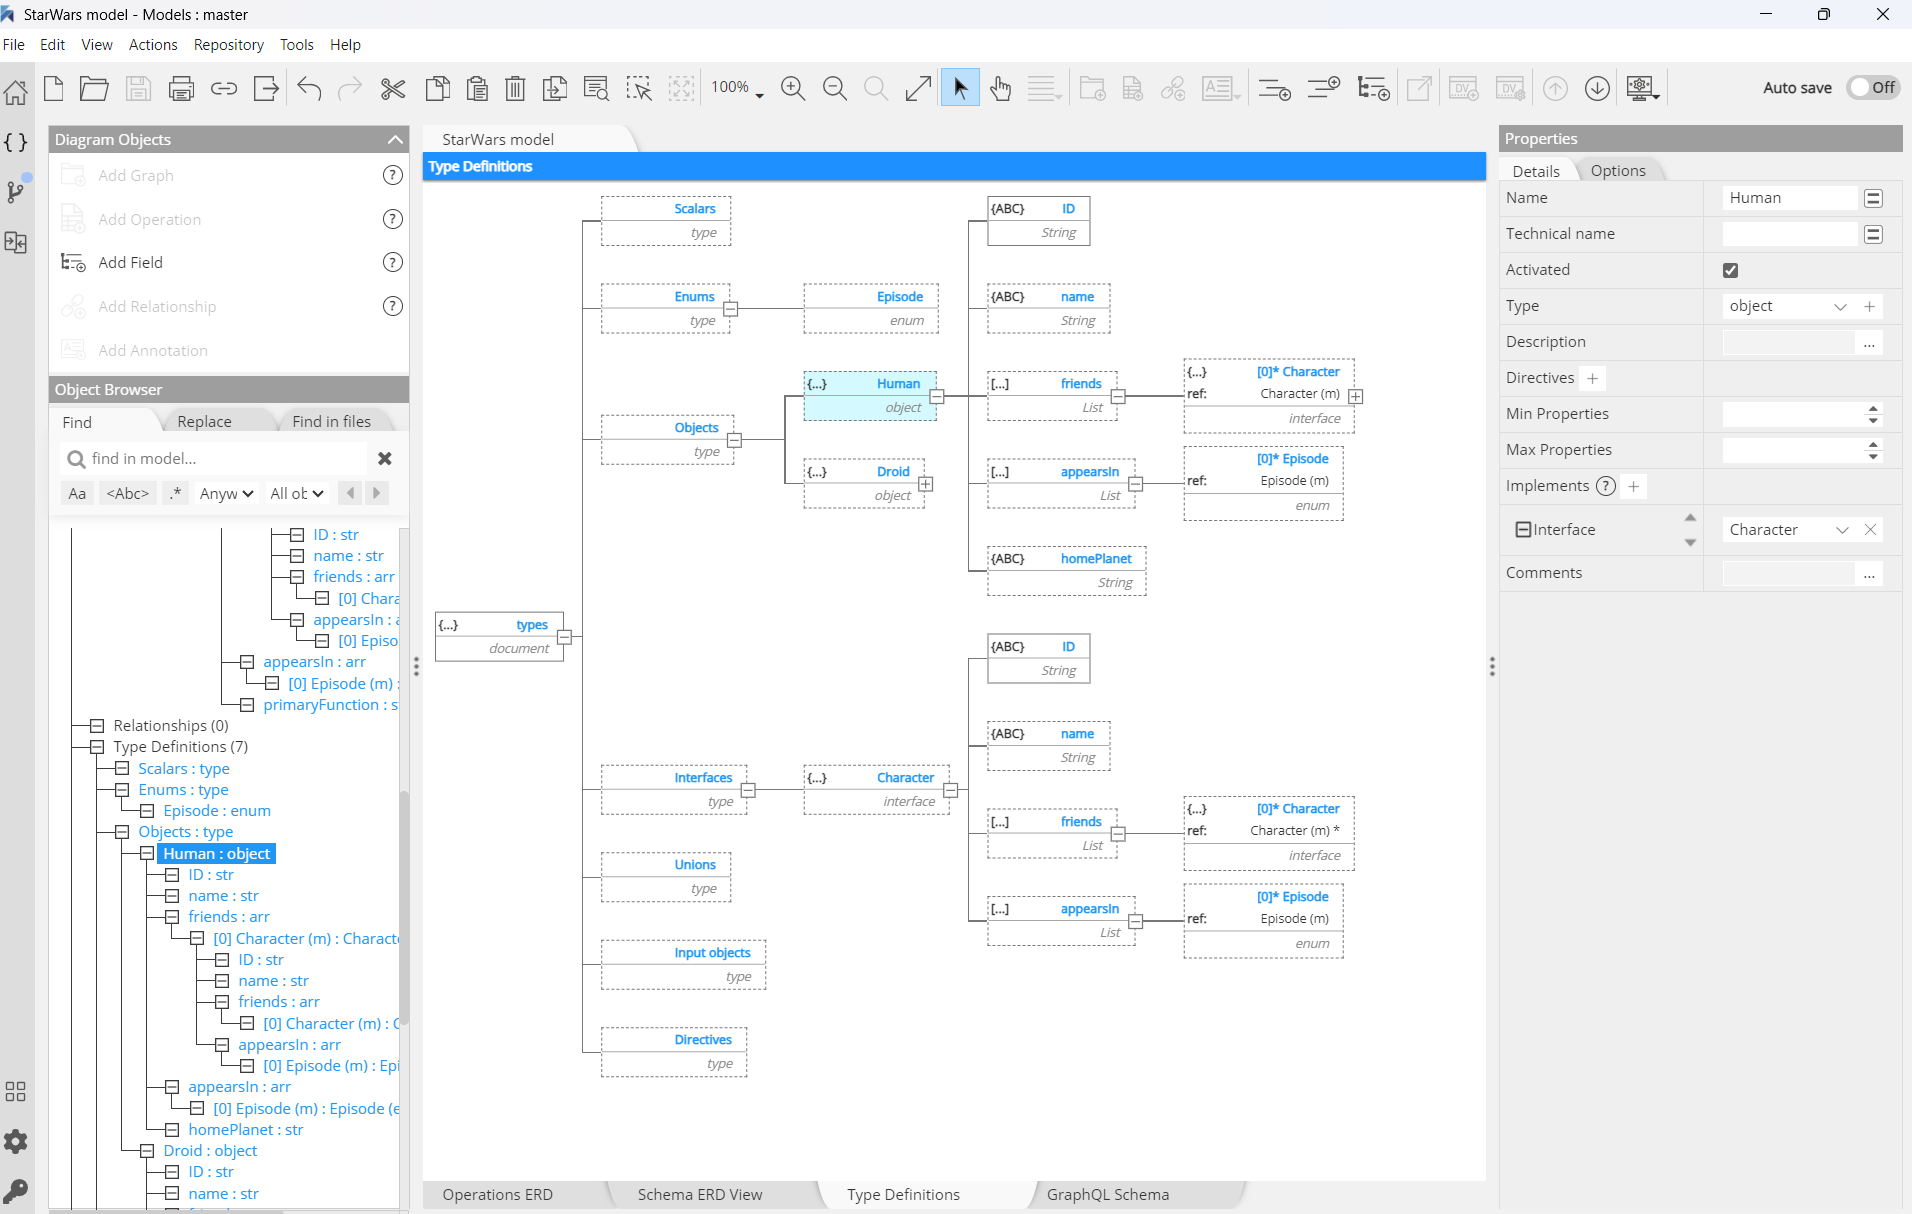 StarWars model - Models : master
File Edit View Actions Repository Tools Help
100%
DV DV
Auto save Off
Diagram Objects
Add Graph ?
Add Operation ?
Add Field ?
Add Relationship ?
Add Annotation
Object Browser
Find Replace Find in files
find in model...
Aa <Abc> .* Anyw All ob
ID : str
name : str
friends : arr
[0] Chara
appearsIn : a
[0] Episo
appearsIn : arr
[0] Episode (m) :
primaryFunction : s
Relationships (0)
Type Definitions (7)
Scalars : type
Enums : type
Episode : enum
Objects : type
Human : object
ID : str
name : str
friends : arr
[0] Character (m) : Characte
ID : str
name : str
friends : arr
[0] Character (m) : C
appearsIn : arr
[0] Episode (m) : Epi
appearsIn : arr
[0] Episode (m) : Episode (e
homePlanet : str
Droid : object
ID : str
name : str
StarWars model
Type Definitions
{...} types
document
Scalars
type
Enums
type
Episode
enum
Objects
type
{...} Human
object
{...} Droid
object
{ABC} ID
String
{ABC} name
String
[...] friends
List
{...} [0]* Character
ref: Character (m)
interface
[...] appearsIn
List
[0]* Episode
ref: Episode (m)
enum
{ABC} homePlanet
String
Interfaces
type
{...} Character
interface
{ABC} ID
String
{ABC} name
String
[...] friends
List
{...} [0]* Character
ref: Character (m) *
interface
[...] appearsIn
List
[0]* Episode
ref: Episode (m)
enum
Unions
type
Input objects
type
Directives
type
Operations ERD Schema ERD View Type Definitions GraphQL Schema
Properties
Details Options
Name Human
Technical name
Activated
Type object +
Description ...
Directives +
Min Properties
Max Properties
Implements ? +
Interface Character
Comments ...